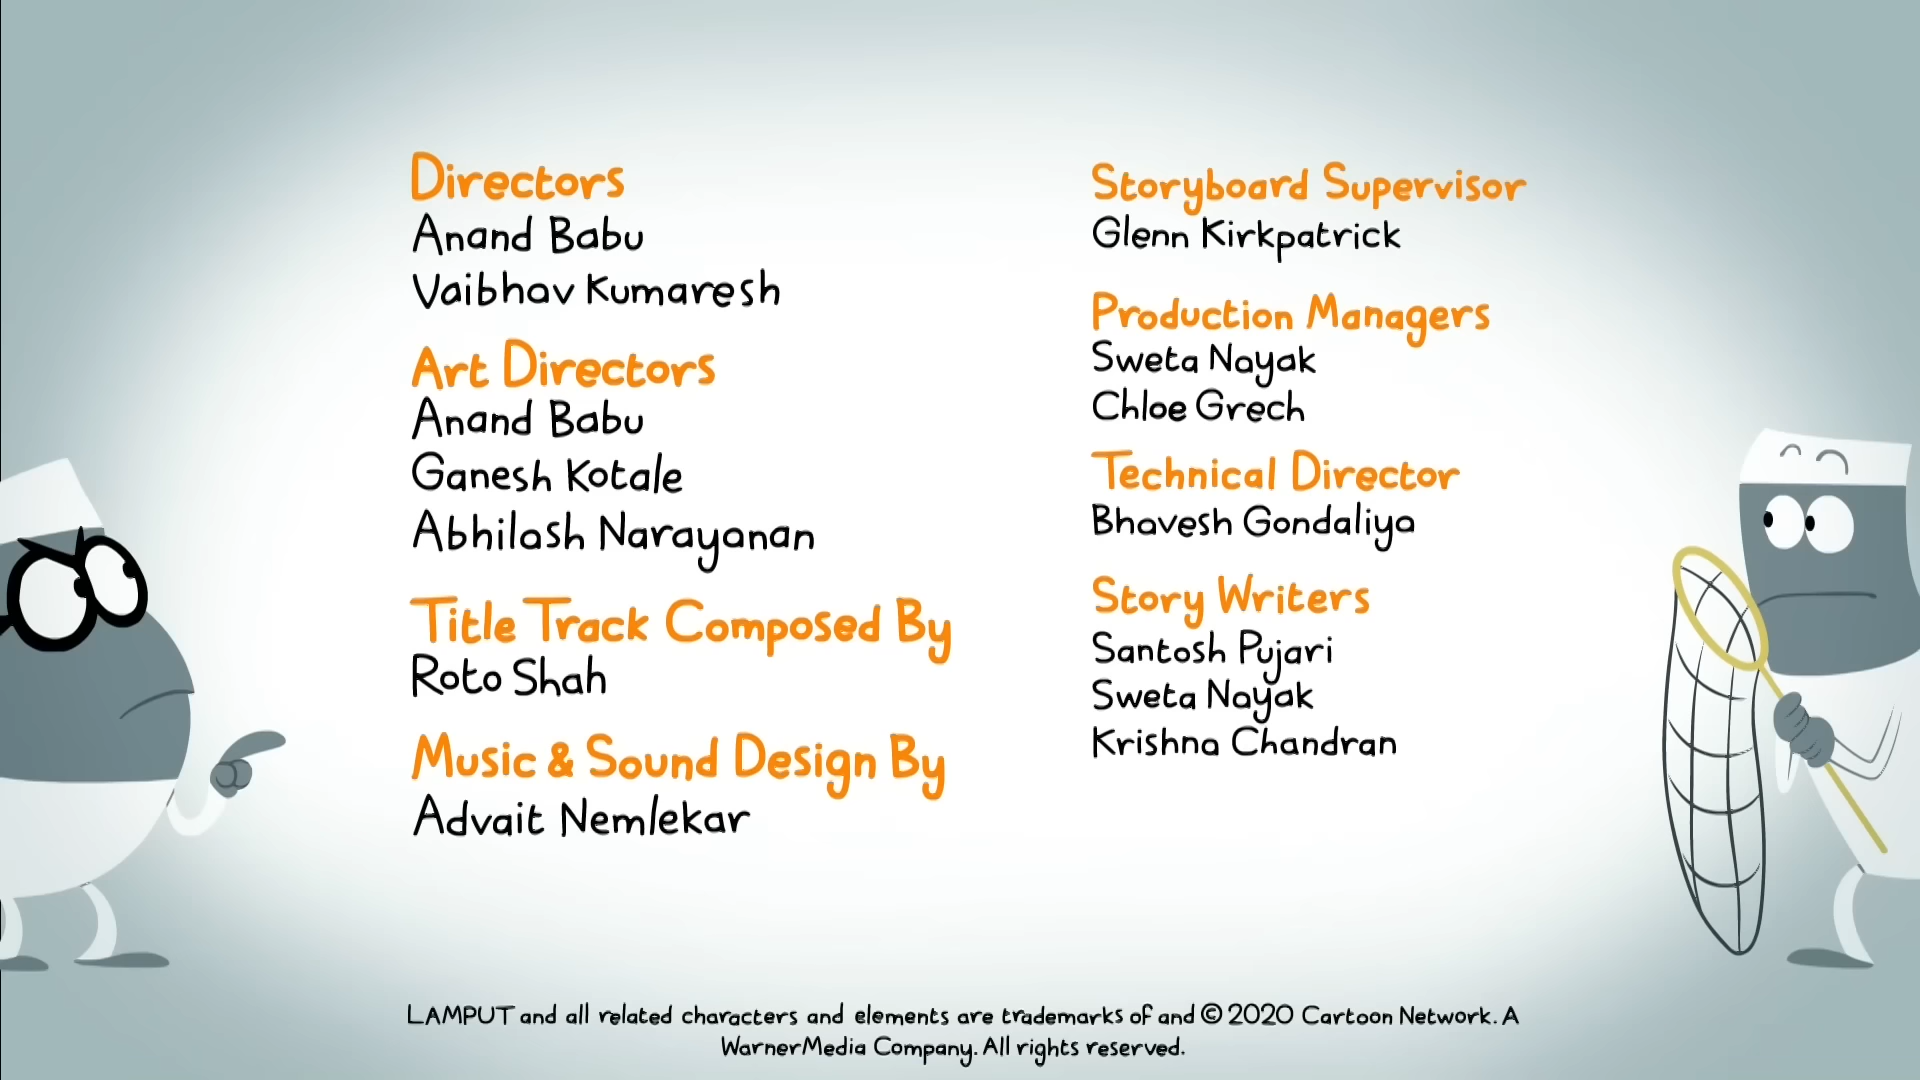 Directors
Anand Babu
Vaibhav Kumaresh
Art Directors
Anand Babu
Ganesh Kotale
Abhilash Narayanan
Title Track Composed By
Roto Shah
Music & Sound Design By
Advait Nemlekar
Storyboard Supervisor
Glenn Kirkpatrick
Production Managers
Sweta Nayak
Chloe Grech
Technical Director
Bhavesh Gondaliya
Story Writers
Santosh Pujari
Sweta Nayak
Krishna Chandran
LAMPUT and all related characters and elements are trademarks of and © 2020 Cartoon Network. A
WarnerMedia Company. All rights reserved.